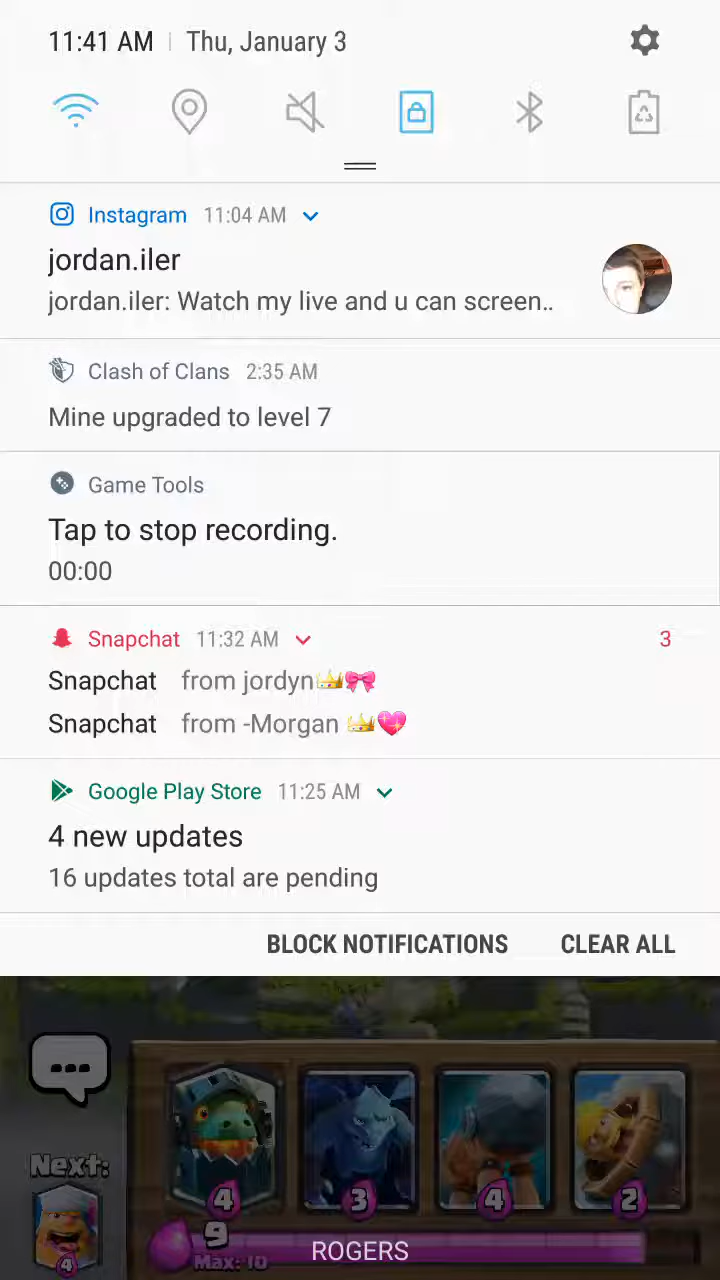 11:41 AM | Thu, January 3
Instagram 11:04 AM
jordan.iler
jordan.iler: Watch my live and u can screen..
Clash of Clans 2:35 AM
Mine upgraded to level 7
Game Tools
Tap to stop recording.
00:00
Snapchat 11:32 AM 3
Snapchat from jordyn👑🎀
Snapchat from -Morgan 👑💖
Google Play Store 11:25 AM
4 new updates
16 updates total are pending
BLOCK NOTIFICATIONS CLEAR ALL
...
Next:
4 3 4 2
4
9
Max: 10
ROGERS